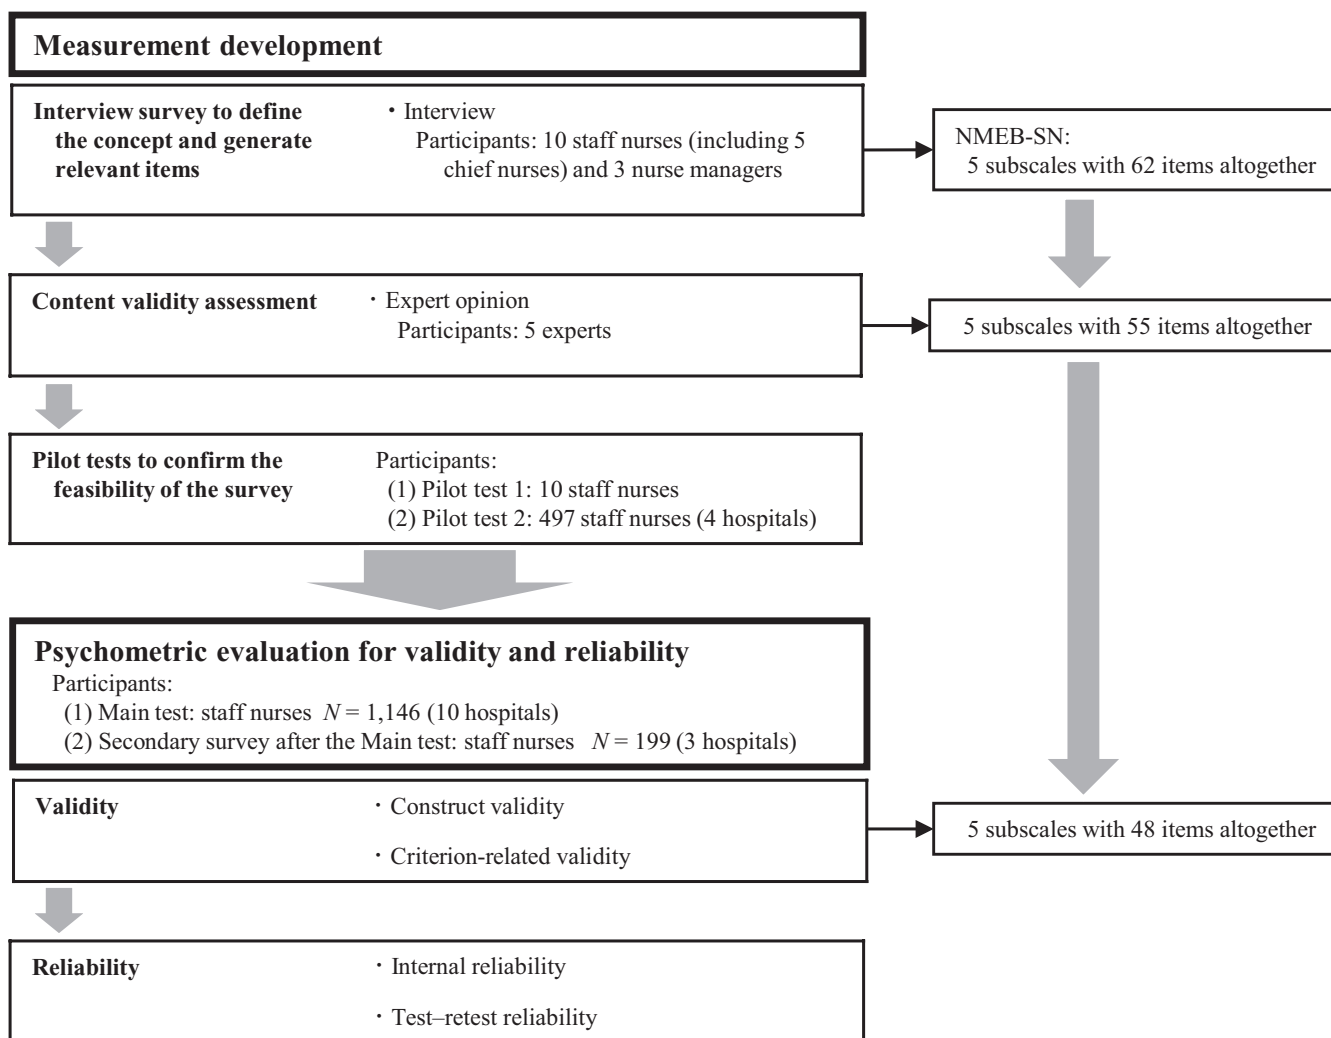 Measurement development
Interview survey to define
the concept and generate
relevant items
・Interview
Participants: 10 staff nurses (including 5
chief nurses) and 3 nurse managers
NMEB-SN:
5 subscales with 62 items altogether
Content validity assessment
・Expert opinion
Participants: 5 experts
5 subscales with 55 items altogether
Pilot tests to confirm the
feasibility of the survey
Participants:
(1) Pilot test 1: 10 staff nurses
(2) Pilot test 2: 497 staff nurses (4 hospitals)
Psychometric evaluation for validity and reliability
Participants:
(1) Main test: staff nurses N = 1,146 (10 hospitals)
(2) Secondary survey after the Main test: staff nurses N = 199 (3 hospitals)
Validity
・Construct validity
・Criterion-related validity
5 subscales with 48 items altogether
Reliability
・Internal reliability
・Test–retest reliability